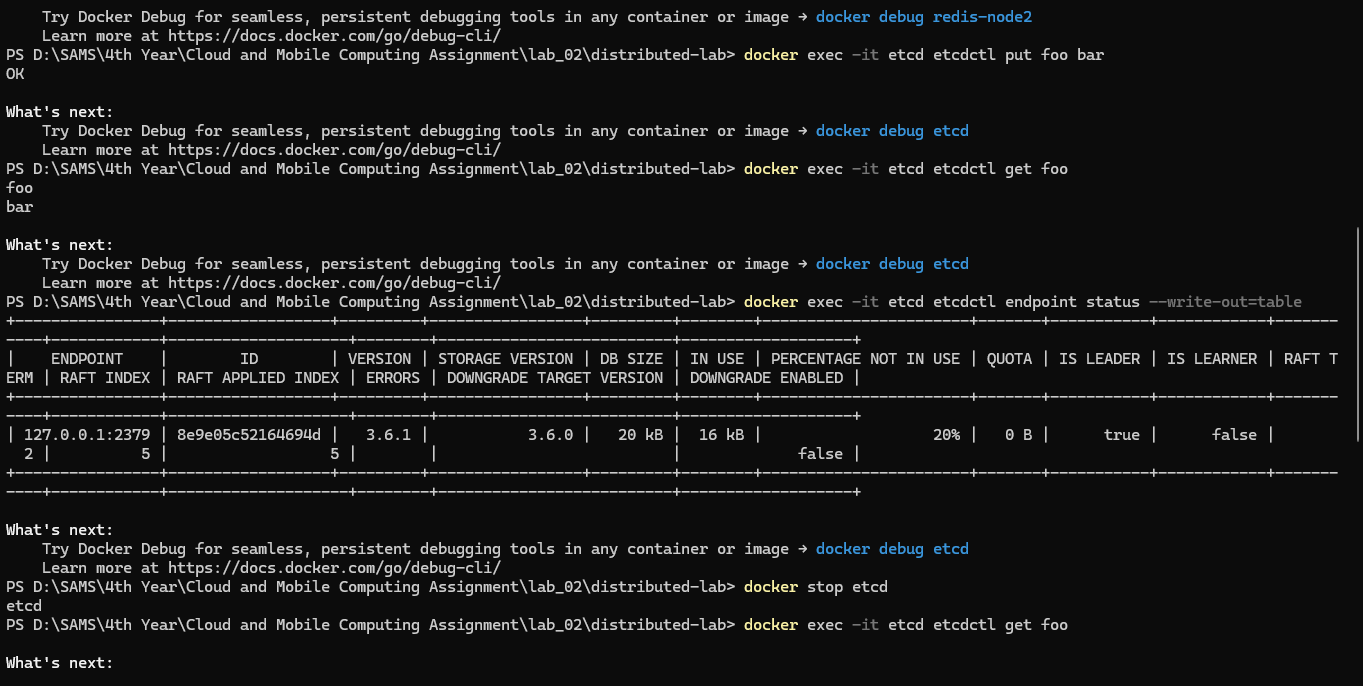 Try Docker Debug for seamless, persistent debugging tools in any container or image → docker debug redis-node2
    Learn more at https://docs.docker.com/go/debug-cli/
PS D:\SAMS\4th Year\Cloud and Mobile Computing Assignment\lab_02\distributed-lab> docker exec -it etcd etcdctl put foo bar
OK

What's next:
    Try Docker Debug for seamless, persistent debugging tools in any container or image → docker debug etcd
    Learn more at https://docs.docker.com/go/debug-cli/
PS D:\SAMS\4th Year\Cloud and Mobile Computing Assignment\lab_02\distributed-lab> docker exec -it etcd etcdctl get foo
foo
bar

What's next:
    Try Docker Debug for seamless, persistent debugging tools in any container or image → docker debug etcd
    Learn more at https://docs.docker.com/go/debug-cli/
PS D:\SAMS\4th Year\Cloud and Mobile Computing Assignment\lab_02\distributed-lab> docker exec -it etcd etcdctl endpoint status --write-out=table
+----------------+------------------+---------+-----------------+---------+--------+-----------------------+-------+-----------+------------+-------
----+------------+--------------------+--------+--------------------------+-------------------+
|    ENDPOINT    |        ID        | VERSION | STORAGE VERSION | DB SIZE | IN USE | PERCENTAGE NOT IN USE | QUOTA | IS LEADER | IS LEARNER | RAFT T
ERM | RAFT INDEX | RAFT APPLIED INDEX | ERRORS | DOWNGRADE TARGET VERSION | DOWNGRADE ENABLED |
+----------------+------------------+---------+-----------------+---------+--------+-----------------------+-------+-----------+------------+-------
----+------------+--------------------+--------+--------------------------+-------------------+
| 127.0.0.1:2379 | 8e9e05c52164694d |   3.6.1 |           3.6.0 |   20 kB |  16 kB |                   20% |   0 B |      true |      false |
  2 |          5 |                  5 |        |                          |             false |
+----------------+------------------+---------+-----------------+---------+--------+-----------------------+-------+-----------+------------+-------
----+------------+--------------------+--------+--------------------------+-------------------+

What's next:
    Try Docker Debug for seamless, persistent debugging tools in any container or image → docker debug etcd
    Learn more at https://docs.docker.com/go/debug-cli/
PS D:\SAMS\4th Year\Cloud and Mobile Computing Assignment\lab_02\distributed-lab> docker stop etcd
etcd
PS D:\SAMS\4th Year\Cloud and Mobile Computing Assignment\lab_02\distributed-lab> docker exec -it etcd etcdctl get foo

What's next: